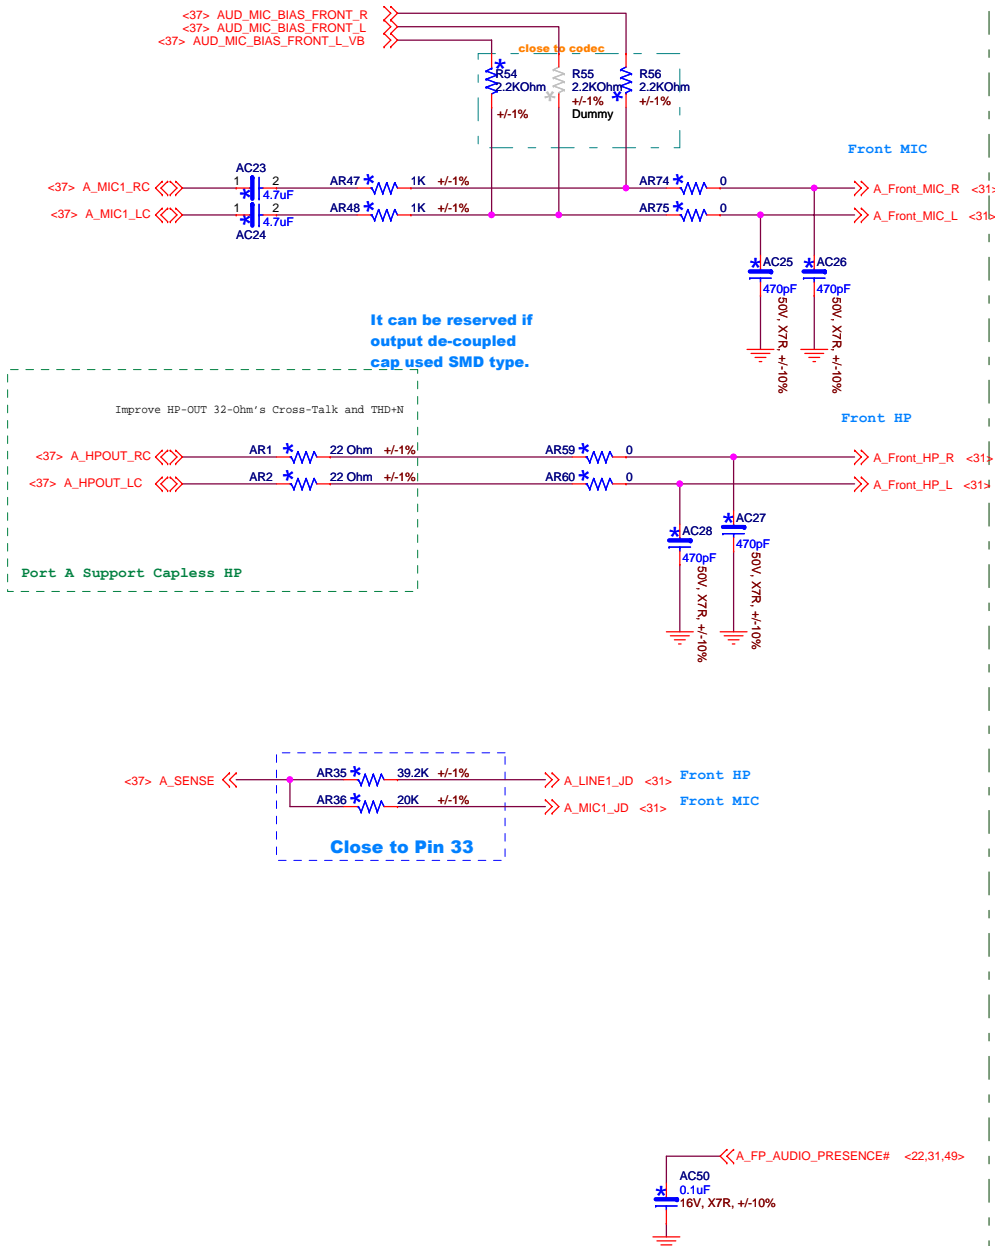 <37> AUD_MIC_BIAS_FRONT_R
<37> AUD_MIC_BIAS_FRONT_L
<37> AUD_MIC_BIAS_FRONT_L_VB
close to codec
R54
2.2KOhm
+/-1%
R55
2.2KOhm
+/-1%
Dummy
R56
2.2KOhm
+/-1%
Front MIC
<37> A_MIC1_RC
AC23
1 2
4.7uF
AR47 1K +/-1%
AR74 0
A_Front_MIC_R <31>
<37> A_MIC1_LC
1 2
4.7uF
AC24
AR48 1K +/-1%
AR75 0
A_Front_MIC_L <31>
AC25
470pF
50V, X7R, +/-10%
AC26
470pF
50V, X7R, +/-10%
It can be reserved if
output de-coupled
cap used SMD type.
Improve HP-OUT 32-Ohm's Cross-Talk and THD+N
Front HP
<37> A_HPOUT_RC
AR1 22 Ohm +/-1%
AR59 0
A_Front_HP_R <31>
<37> A_HPOUT_LC
AR2 22 Ohm +/-1%
AR60 0
A_Front_HP_L <31>
AC28
470pF
50V, X7R, +/-10%
AC27
470pF
50V, X7R, +/-10%
Port A Support Capless HP
<37> A_SENSE
AR35 39.2K +/-1%
A_LINE1_JD <31>
Front HP
AR36 20K +/-1%
A_MIC1_JD <31>
Front MIC
Close to Pin 33
A_FP_AUDIO_PRESENCE# <22,31,49>
AC50
0.1uF
16V, X7R, +/-10%